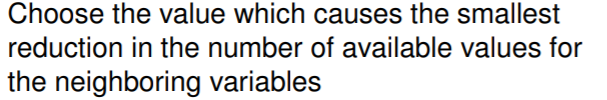 Choose the value which causes the smallest
reduction in the number of available values for
the neighboring variables